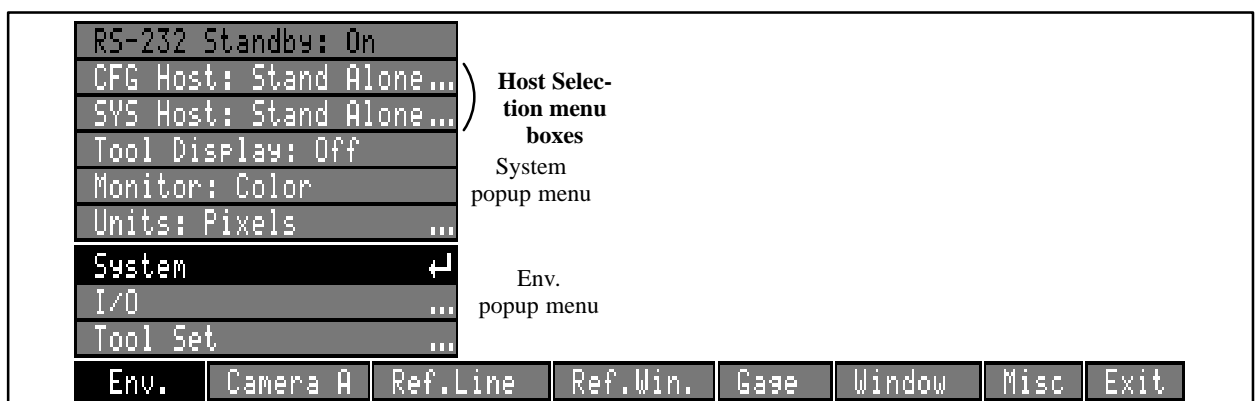 RS-232 Standby: On
CFG Host: Stand Alone...
SYS Host: Stand Alone...
Tool Display: Off
Monitor: Color
Units: Pixels ...
Host Selec-
tion menu
boxes
System
popup menu
System ↵
I/O ...
Tool Set ...
Env.
popup menu
Env. Camera A Ref.Line Ref.Win. Gage Window Misc Exit